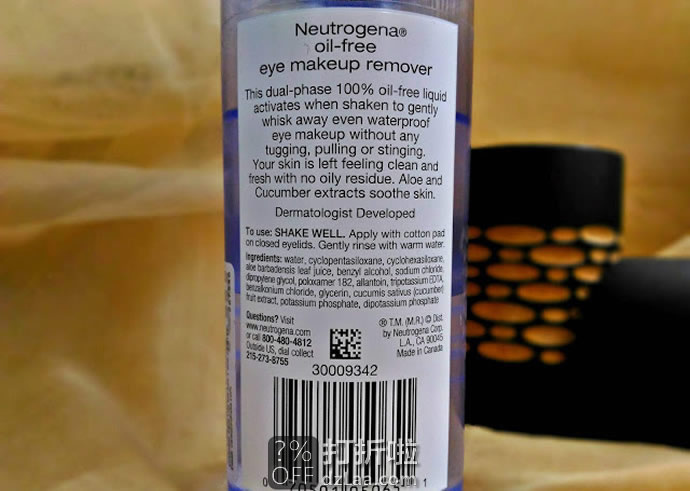 Neutrogena®
oil-free
eye makeup remover
This dual-phase 100% oil-free liquid
activates when shaken to gently
whisk away even waterproof
eye makeup without any
tugging, pulling or stinging.
Your skin is left feeling clean and
fresh with no oily residue. Aloe and
Cucumber extracts soothe skin.
Dermatologist Developed
To use: SHAKE WELL. Apply with cotton pad
on closed eyelids. Gently rinse with warm water.
Ingredients: water, cyclopentasiloxane, cyclohexasiloxane,
aloe barbadensis leaf juice, benzyl alcohol, sodium chloride,
dipropylene glycol, poloxamer 182, allantoin, tripotassium EDTA,
benzalkonium chloride, glycerin, cucumis sativus (cucumber)
fruit extract, potassium phosphate, dipotassium phosphate
Questions? Visit
www.neutrogena.com
or call 800-480-4812
Outside US, dial collect
215-273-8755
® T.M. (M.R.) © Dist.
by Neutrogena Corp.
L.A., CA 90045
Made in Canada
30009342
?% OFF
打折啦
ozlaa.com